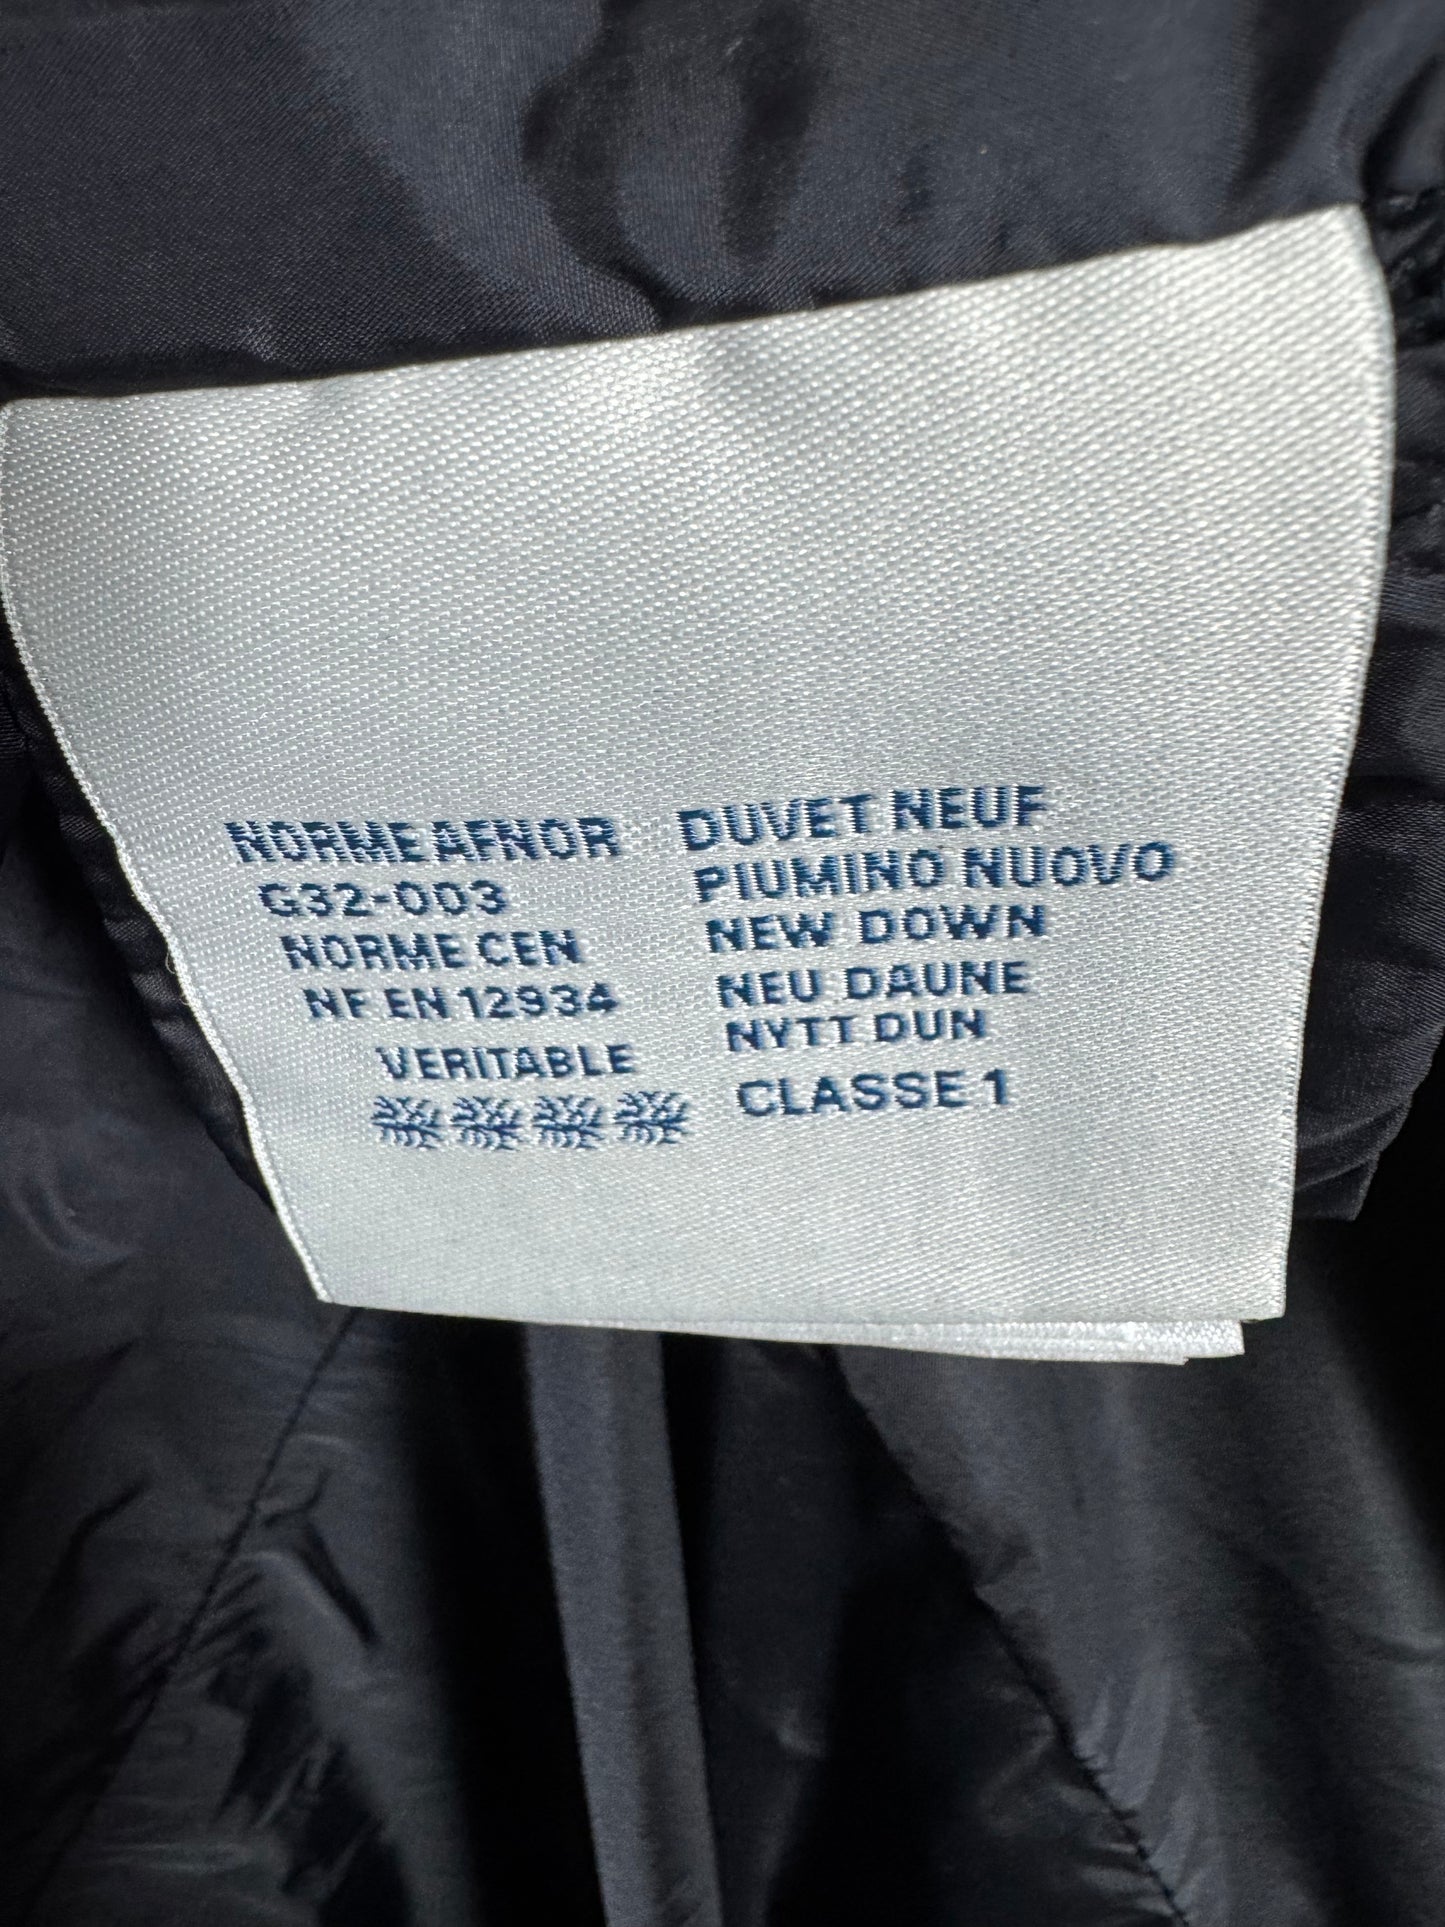 NORME AFNOR
G32-003
NORME CEN
NF EN 12934
VERITABLE
DUVET NEUF
PIUMINO NUOVO
NEW DOWN
NEU DAUNE
NYTT DUN
CLASSE 1